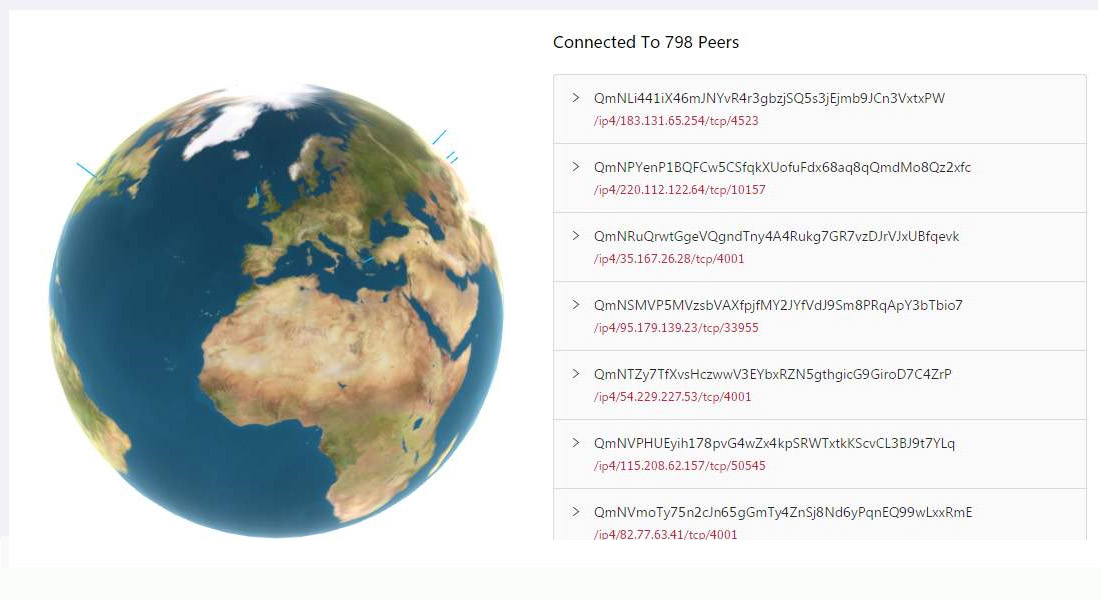 Connected To 798 Peers
QmNLi441iX46mJNYvR4r3gbzjSQ5s3jEjmb9JCn3VxtxPW
/ip4/183.131.65.254/tcp/4523
QmNPYenP1BQFCw5CSfqkXUofuFdx68aq8qQmdMo8Qz2xfc
/ip4/220.112.122.64/tcp/10157
QmNRuQrwtGgeVQgndTny4A4Rukg7GR7vzDJrVJxUBfqevk
/ip4/35.167.26.28/tcp/4001
QmNSMVP5MVzsbVAXfpjfMY2JYfVdJ9Sm8PRqApY3bTbio7
/ip4/95.179.139.23/tcp/33955
QmNTZy7TfXvsHczwwV3EYbxRZN5gthgicG9GiroD7C4ZrP
/ip4/54.229.227.53/tcp/4001
QmNVPHUEyih178pvG4wZx4kpSRWTxtkKScvCL3BJ9t7YLq
/ip4/115.208.62.157/tcp/50545
QmNVmoTy75n2cJn65gGmTy4ZnSj8Nd6yPqnEQ99wLxxRmE
/ip4/82.77.63.41/tcp/4001